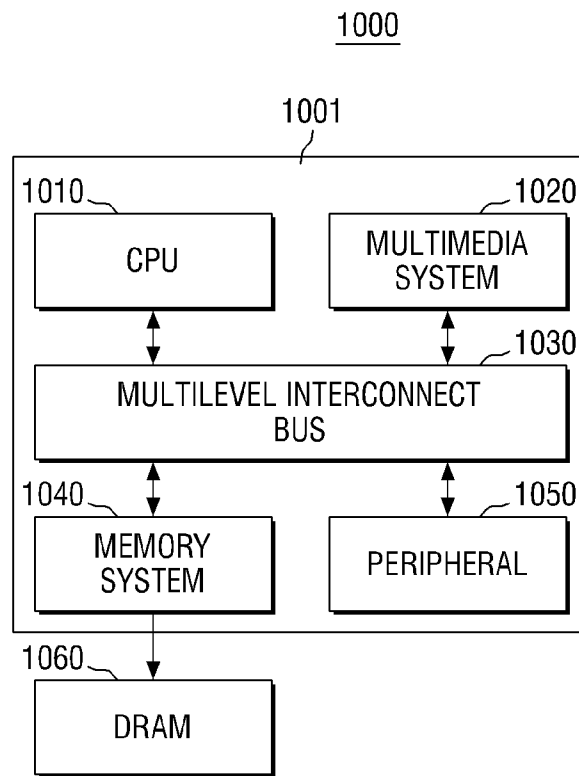 1000
1001
1010
1020
CPU
MULTIMEDIA
SYSTEM
1030
MULTILEVEL INTERCONNECT
BUS
1040
1050
MEMORY
SYSTEM
PERIPHERAL
1060
DRAM